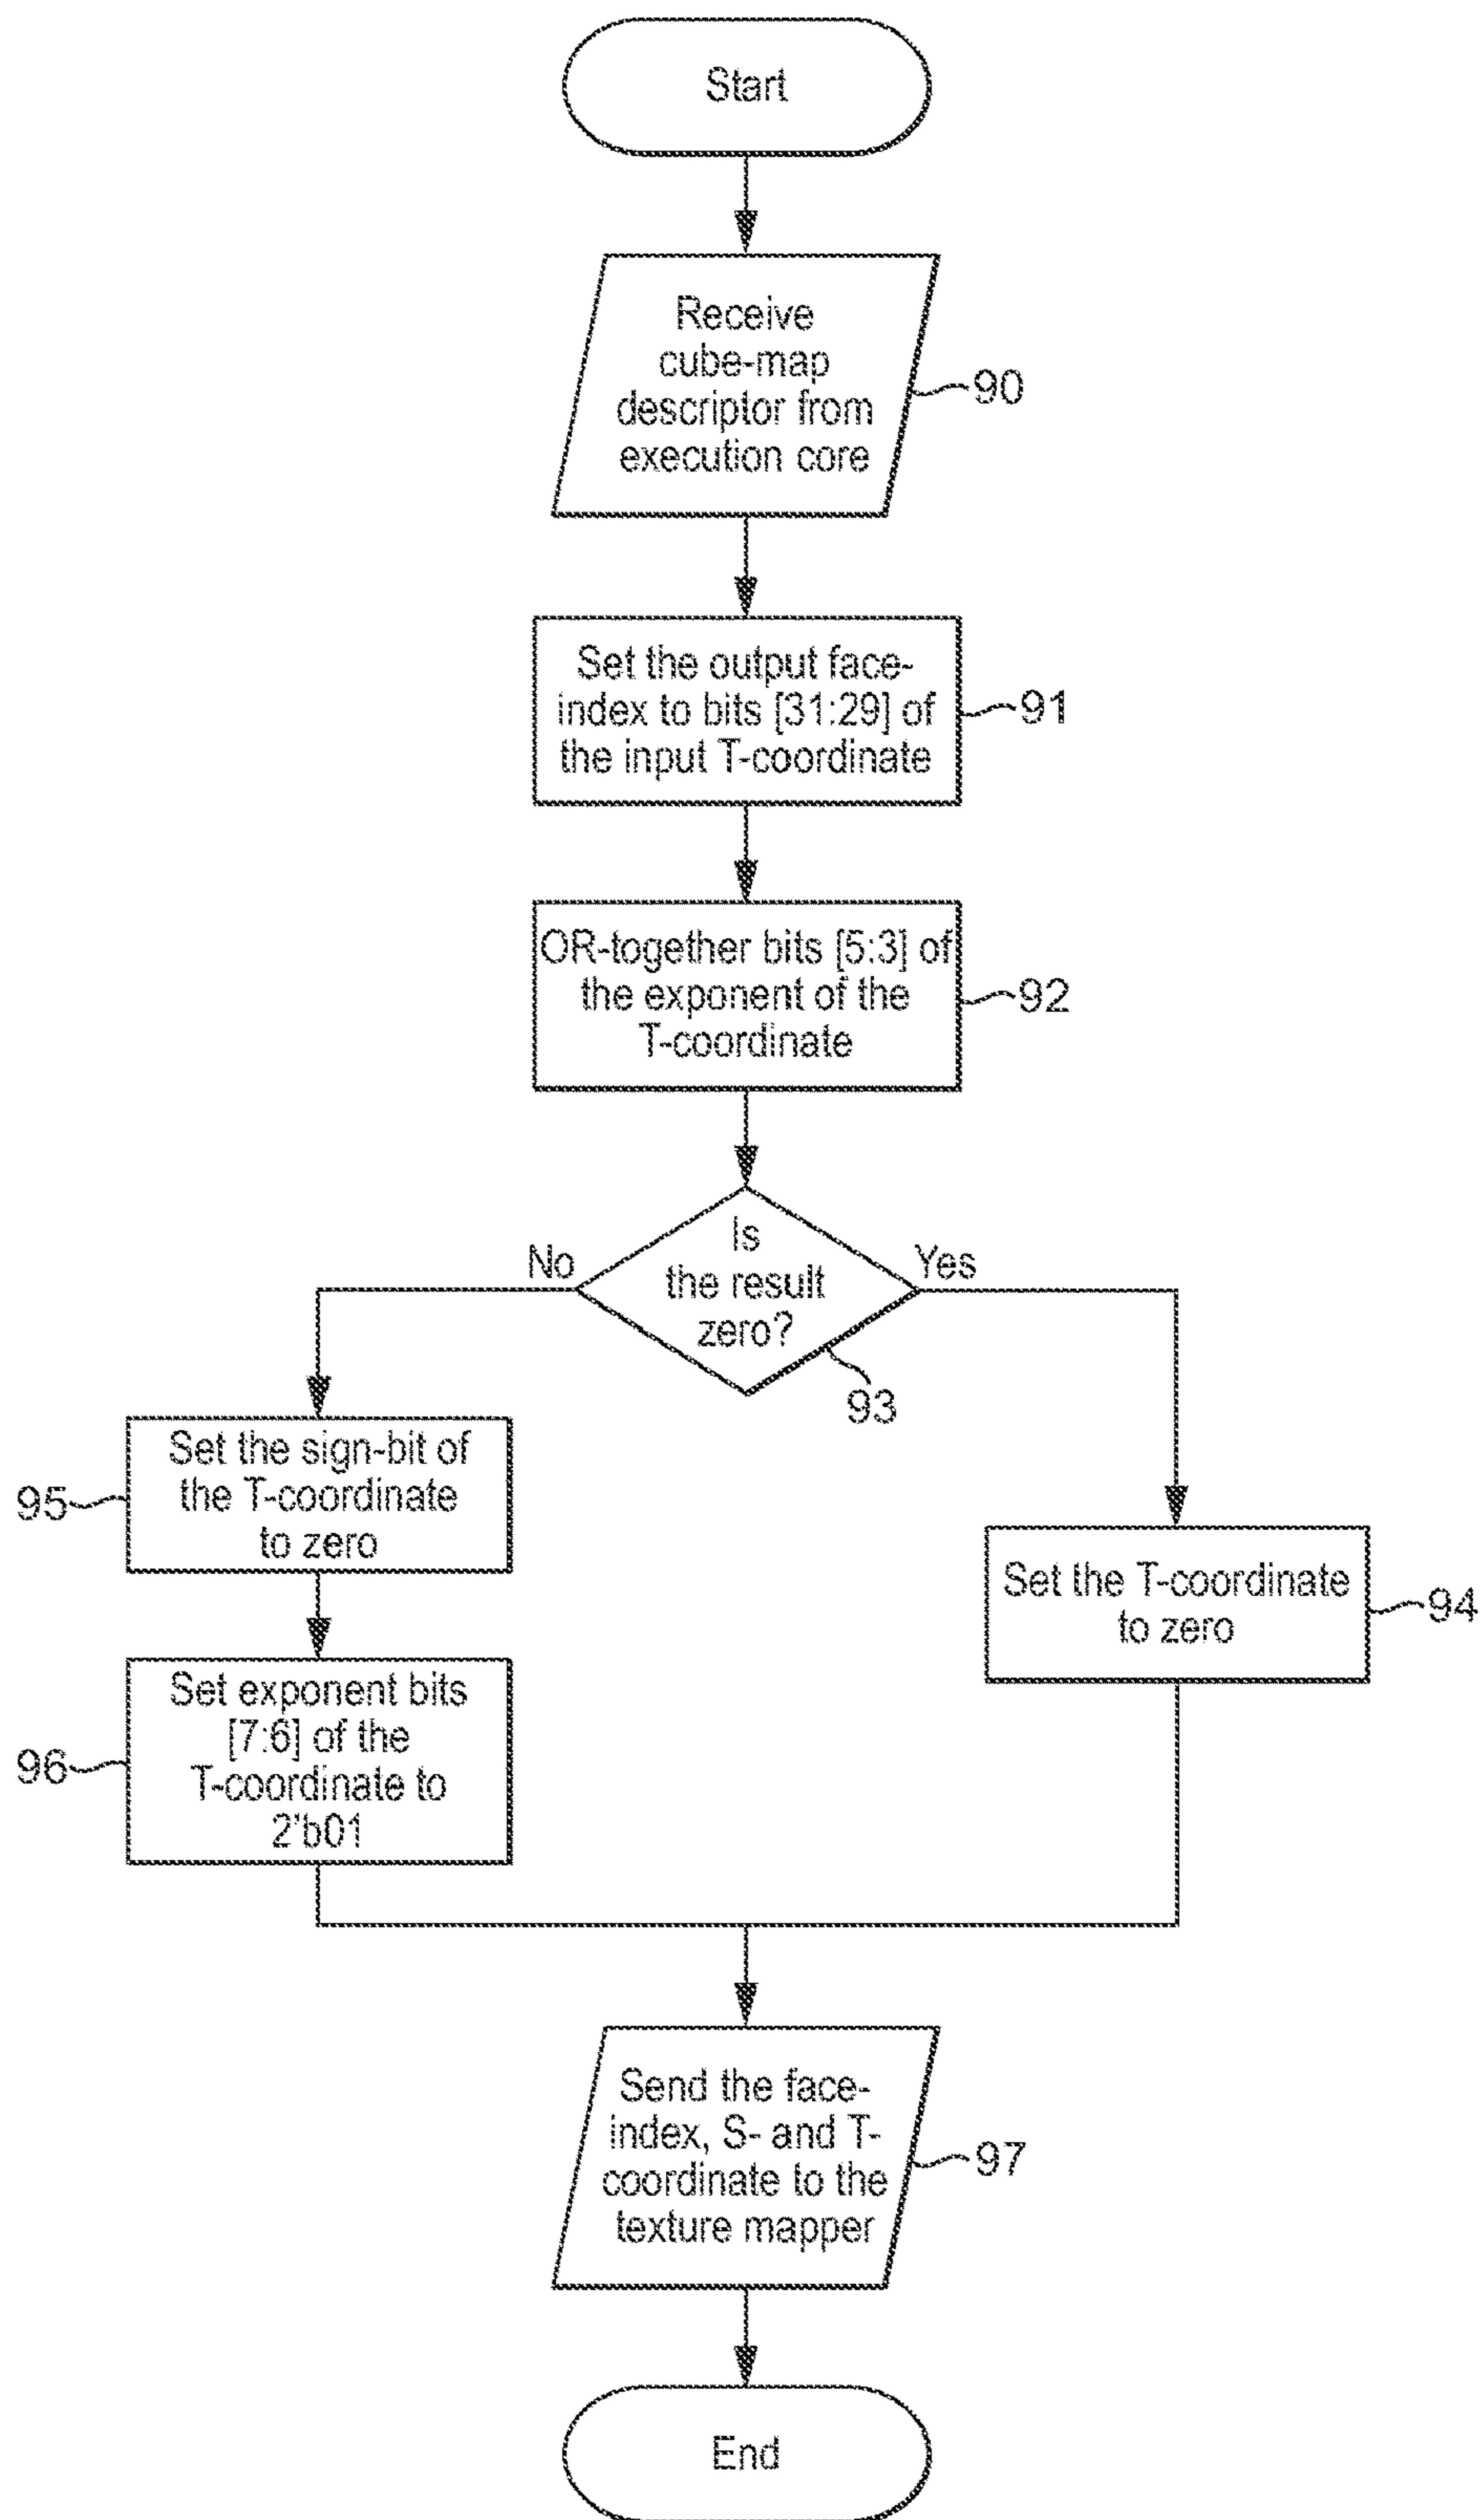 Start
Receive
cube-map
descriptor from
execution core
90
Set the output face-
index to bits [31:29] of
the input T-coordinate
91
OR-together bits [5:3] of
the exponent of the
T-coordinate
92
Is
the result
zero?
No
Yes
93
Set the sign-bit of
the T-coordinate
to zero
95
Set the T-coordinate
to zero
94
Set exponent bits
[7:6] of the
T-coordinate to
2'b01
96
Send the face-
index, S- and T-
coordinate to the
texture mapper
97
End